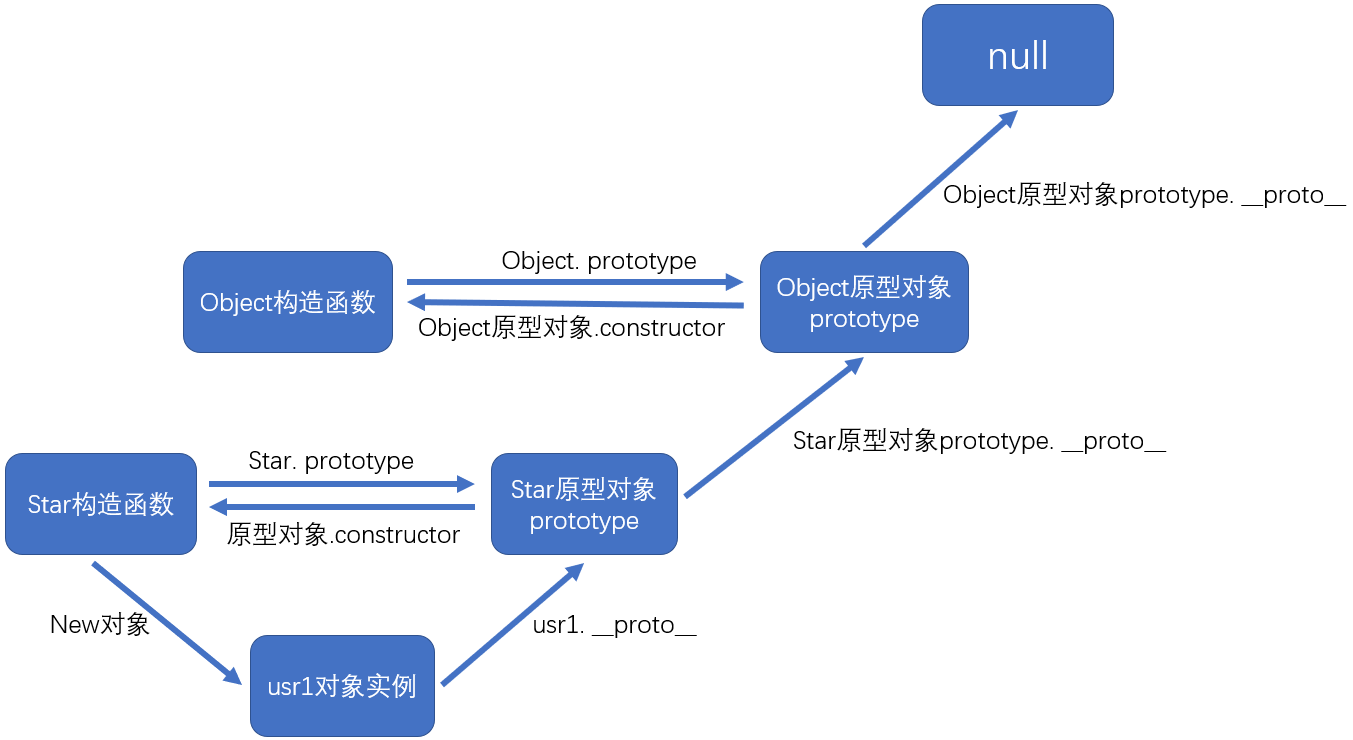 null
Object原型对象prototype. __proto__
Object. prototype
Object构造函数
Object原型对象
prototype
Object原型对象.constructor
Star原型对象prototype. __proto__
Star. prototype
Star构造函数
Star原型对象
prototype
原型对象.constructor
New对象
usr1. __proto__
usr1对象实例